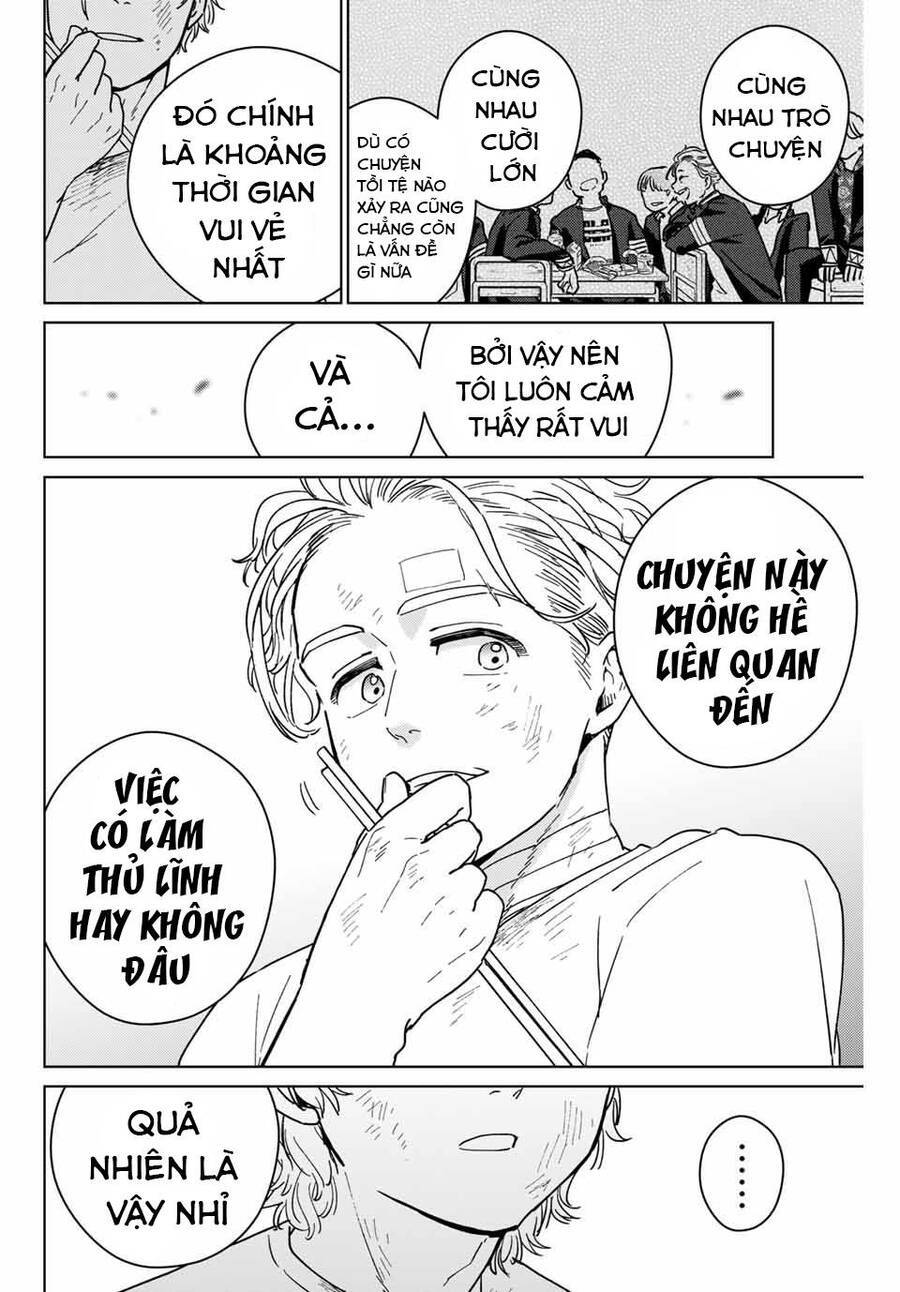 CÙNG
NHAU TRÒ
CHUYỆN
CÙNG
NHAU
CƯỜI
LỚN
DÙ CÓ
CHUYỆN
TỒI TỆ NÀO
XẢY RA CŨNG
CHẲNG CÒN
LÀ VẤN ĐỀ
GÌ NỮA
ĐÓ CHÍNH
LÀ KHOẢNG
THỜI GIAN
VUI VẺ
NHẤT
BỞI VẬY NÊN
TÔI LUÔN CẢM
THẤY RẤT VUI
VÀ
CẢ...
CHUYỆN NÀY
KHÔNG HỀ
LIÊN QUAN
ĐẾN
VIỆC
CÓ LÀM
THỦ LĨNH
HAY KHÔNG
ĐÂU
......
QUẢ
NHIÊN LÀ
VẬY NHỈ